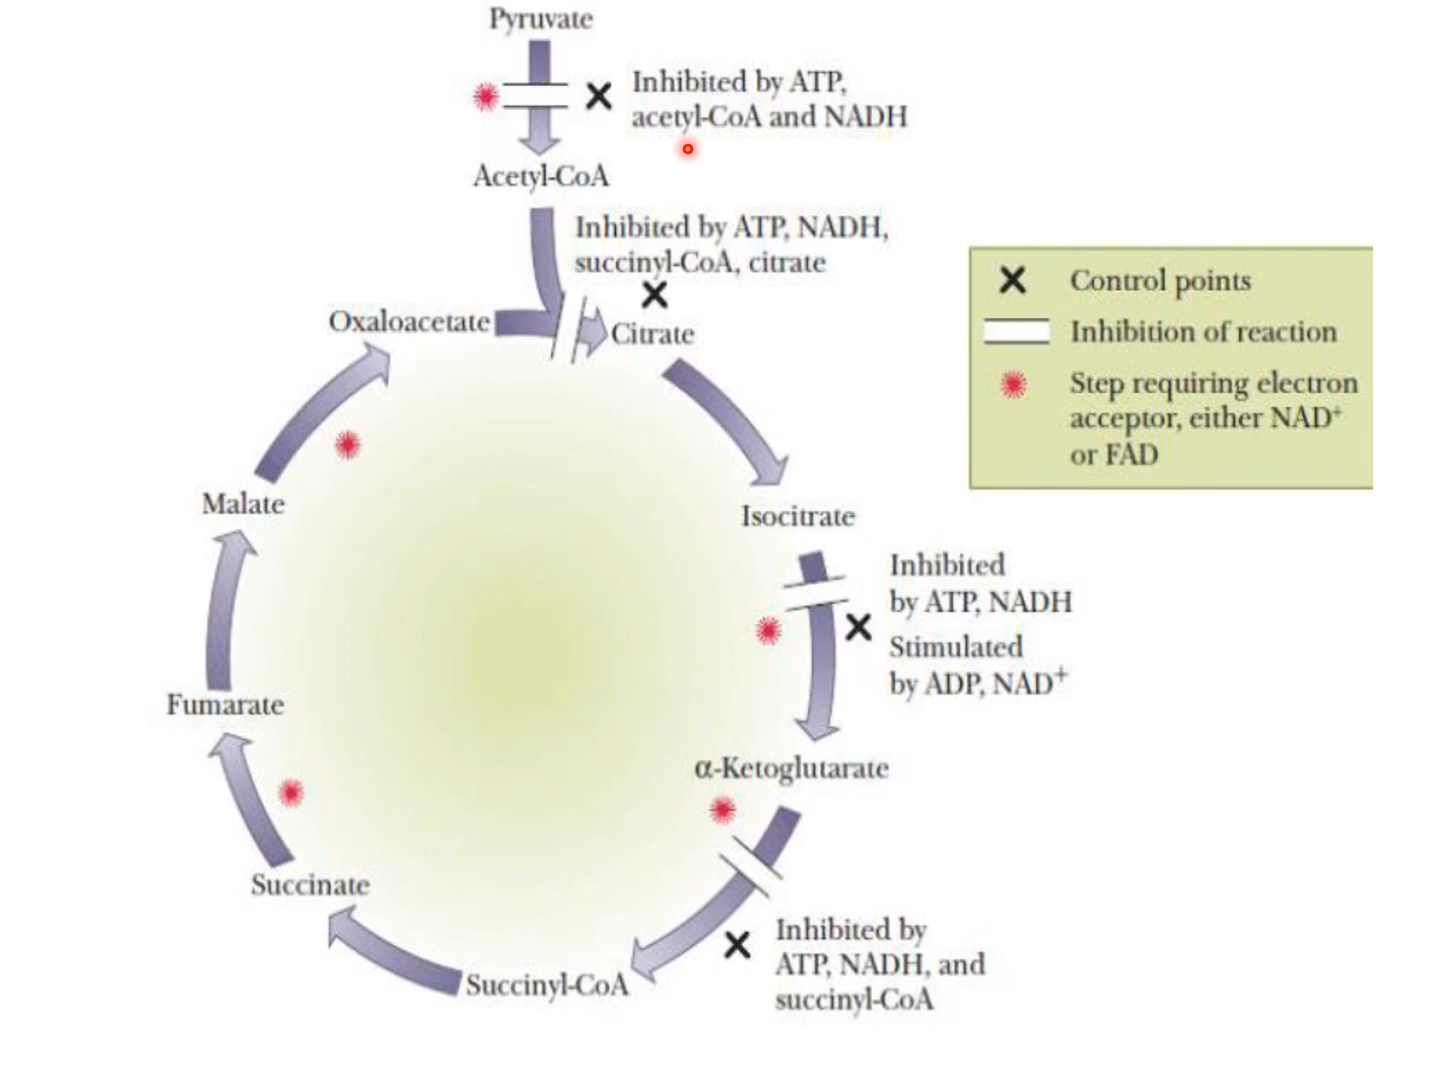 Pyruvate
Inhibited by ATP,
acetyl-CoA and NADH
Acetyl-CoA
Inhibited by ATP, NADH,
succinyl-CoA, citrate
Oxaloacetate
Citrate
Control points
Inhibition of reaction
Step requiring electron
acceptor, either NAD⁺
or FAD
Malate
Isocitrate
Inhibited
by ATP, NADH
Stimulated
by ADP, NAD⁺
Fumarate
α-Ketoglutarate
Succinate
Inhibited by
ATP, NADH, and
succinyl-CoA
Succinyl-CoA